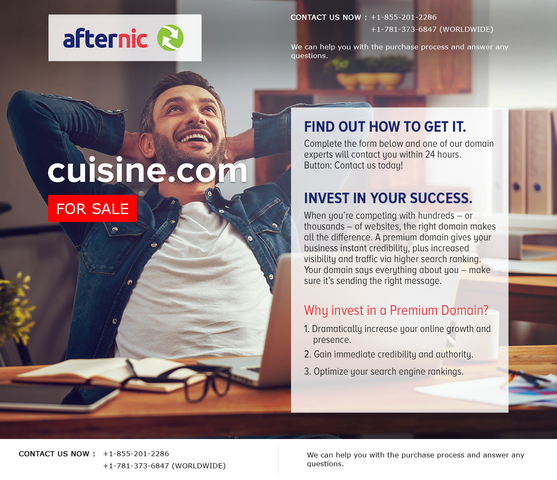 afternic
CONTACT US NOW : +1-855-201-2286
+1-781-373-6847 (WORLDWIDE)
We can help you with the purchase process and answer any
questions.
cuisine.com
FOR SALE
FIND OUT HOW TO GET IT.
Complete the form below and one of our domain
experts will contact you within 24 hours.
Button: Contact us today!
INVEST IN YOUR SUCCESS.
When you're competing with hundreds – or
thousands – of websites, the right domain makes
all the difference. A premium domain gives your
business instant credibility, plus increased
visibility and traffic via higher search ranking.
Your domain says everything about you – make
sure it's sending the right message.
Why invest in a Premium Domain?
1. Dramatically increase your online growth and
presence.
2. Gain immediate credibility and authority.
3. Optimize your search engine rankings.
CONTACT US NOW : +1-855-201-2286
+1-781-373-6847 (WORLDWIDE)
We can help you with the purchase process and answer any
questions.